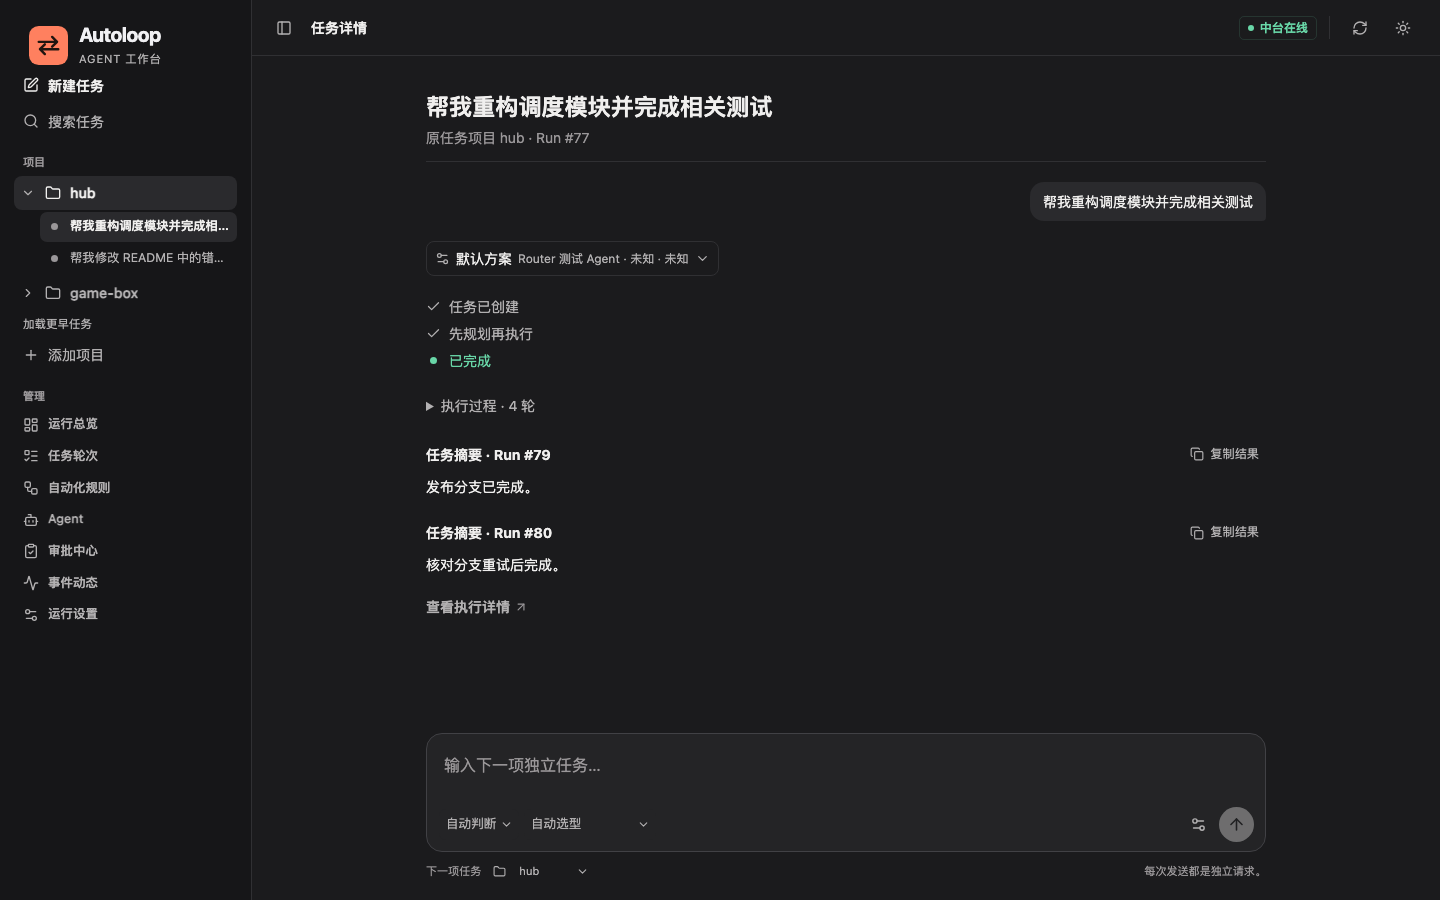 Autoloop
AGENT 工作台
新建任务
搜索任务
项目
hub
帮我重构调度模块并完成相...
帮我修改 README 中的错...
game-box
加载更早任务
添加项目
管理
运行总览
任务轮次
自动化规则
Agent
审批中心
事件动态
运行设置
任务详情
中台在线
帮我重构调度模块并完成相关测试
原任务项目 hub · Run #77
帮我重构调度模块并完成相关测试
默认方案 Router 测试 Agent · 未知 · 未知
任务已创建
先规划再执行
已完成
执行过程 · 4 轮
任务摘要 · Run #79
复制结果
发布分支已完成。
任务摘要 · Run #80
复制结果
核对分支重试后完成。
查看执行详情
输入下一项独立任务...
自动判断
自动选型
下一项任务
hub
每次发送都是独立请求。